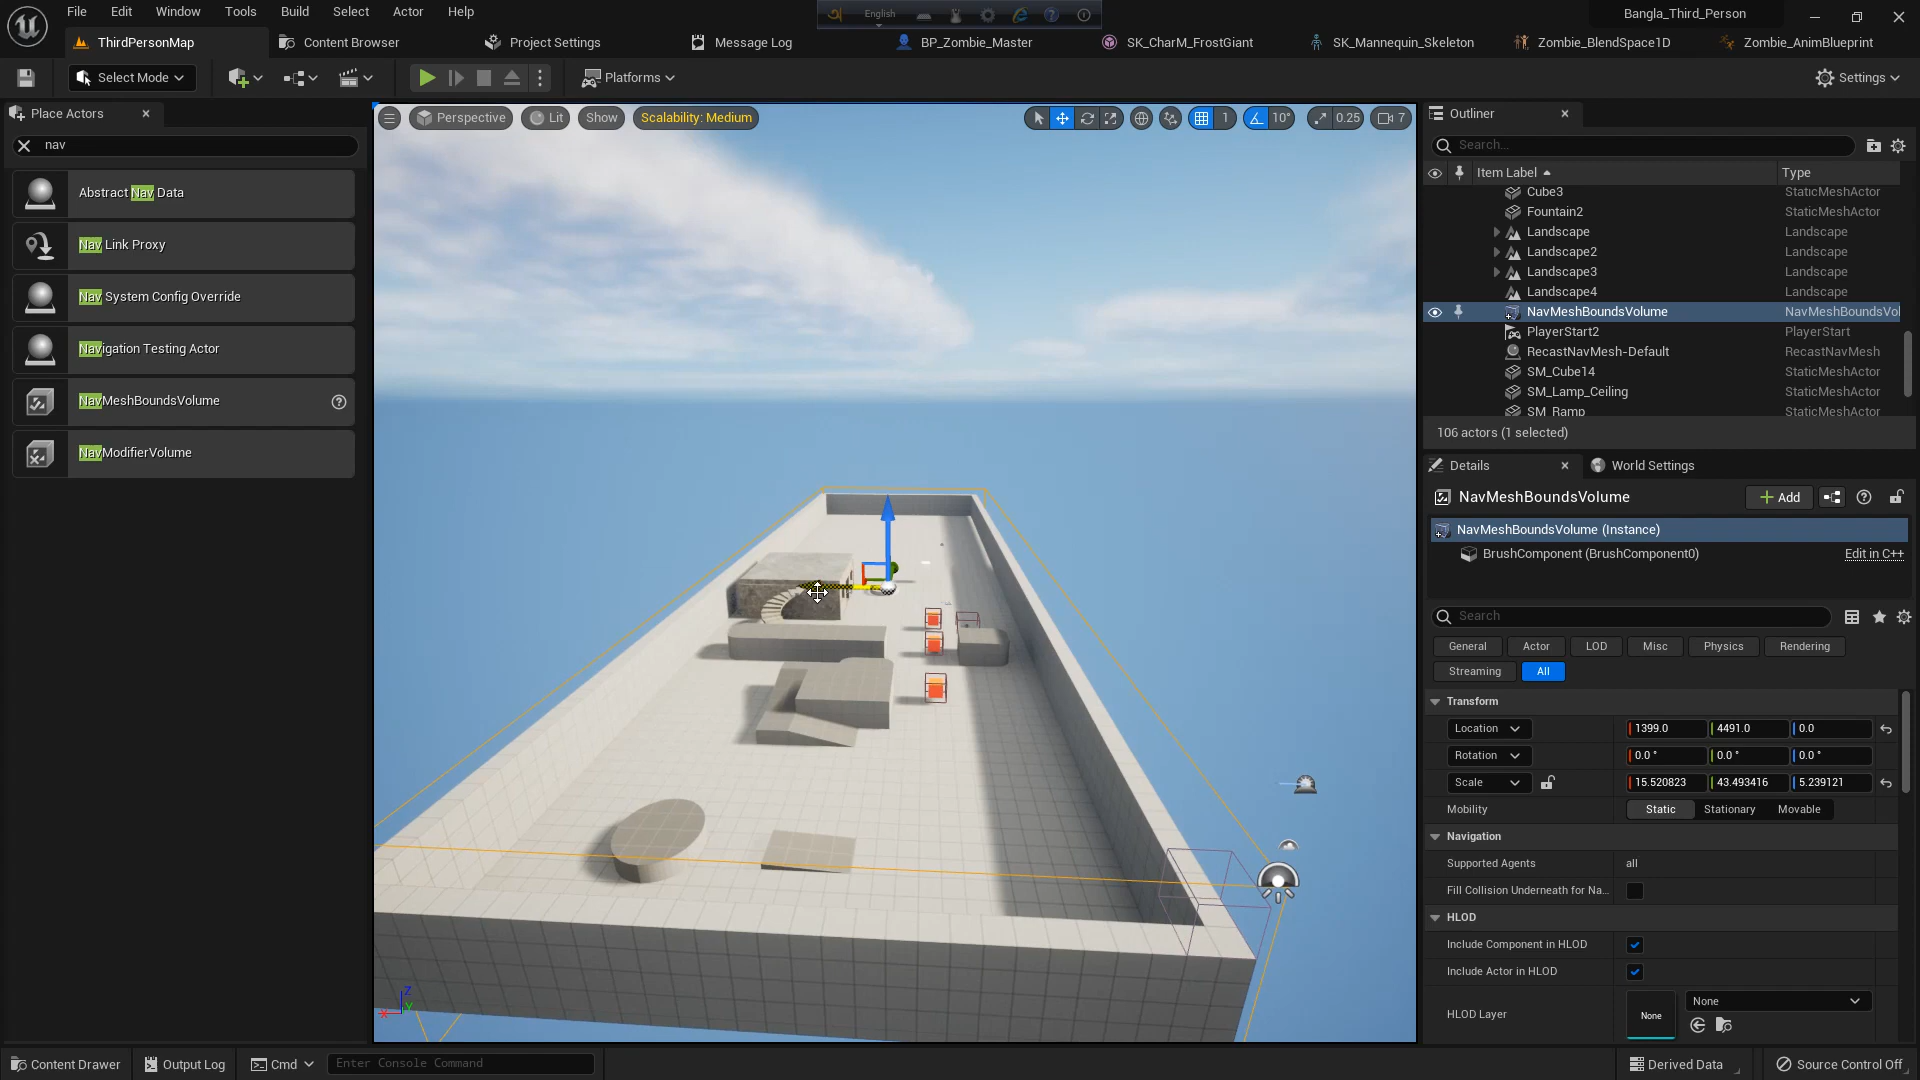 File Edit Window Tools Build Select Actor Help
English
Bangla_Third_Person
ThirdPersonMap
Content Browser
Project Settings
Message Log
BP_Zombie_Master
SK_CharM_FrostGiant
SK_Mannequin_Skeleton
Zombie_BlendSpace1D
Zombie_AnimBlueprint
Select Mode
Platforms
Settings
Place Actors
nav
Abstract Nav Data
Nav Link Proxy
Nav System Config Override
Navigation Testing Actor
NavMeshBoundsVolume
NavModifierVolume
Perspective Lit Show Scalability: Medium
1 10° 0.25 7
Z
Y
X
Outliner
Search...
Item Label Type
Cube3 StaticMeshActor
Fountain2 StaticMeshActor
Landscape Landscape
Landscape2 Landscape
Landscape3 Landscape
Landscape4 Landscape
NavMeshBoundsVolume NavMeshBoundsVol
PlayerStart2 PlayerStart
RecastNavMesh-Default RecastNavMesh
SM_Cube14 StaticMeshActor
SM_Lamp_Ceiling StaticMeshActor
SM_Ramp StaticMeshActor
106 actors (1 selected)
Details World Settings
NavMeshBoundsVolume Add
NavMeshBoundsVolume (Instance)
BrushComponent (BrushComponent0) Edit in C++
Search
General Actor LOD Misc Physics Rendering
Streaming All
Transform
Location 1399.0 4491.0 0.0
Rotation 0.0 ° 0.0 ° 0.0 °
Scale 15.520823 43.493416 5.239121
Mobility Static Stationary Movable
Navigation
Supported Agents all
Fill Collision Underneath for Na...
HLOD
Include Component in HLOD
Include Actor in HLOD
HLOD Layer None None
Content Drawer Output Log Cmd Enter Console Command
Derived Data Source Control Off